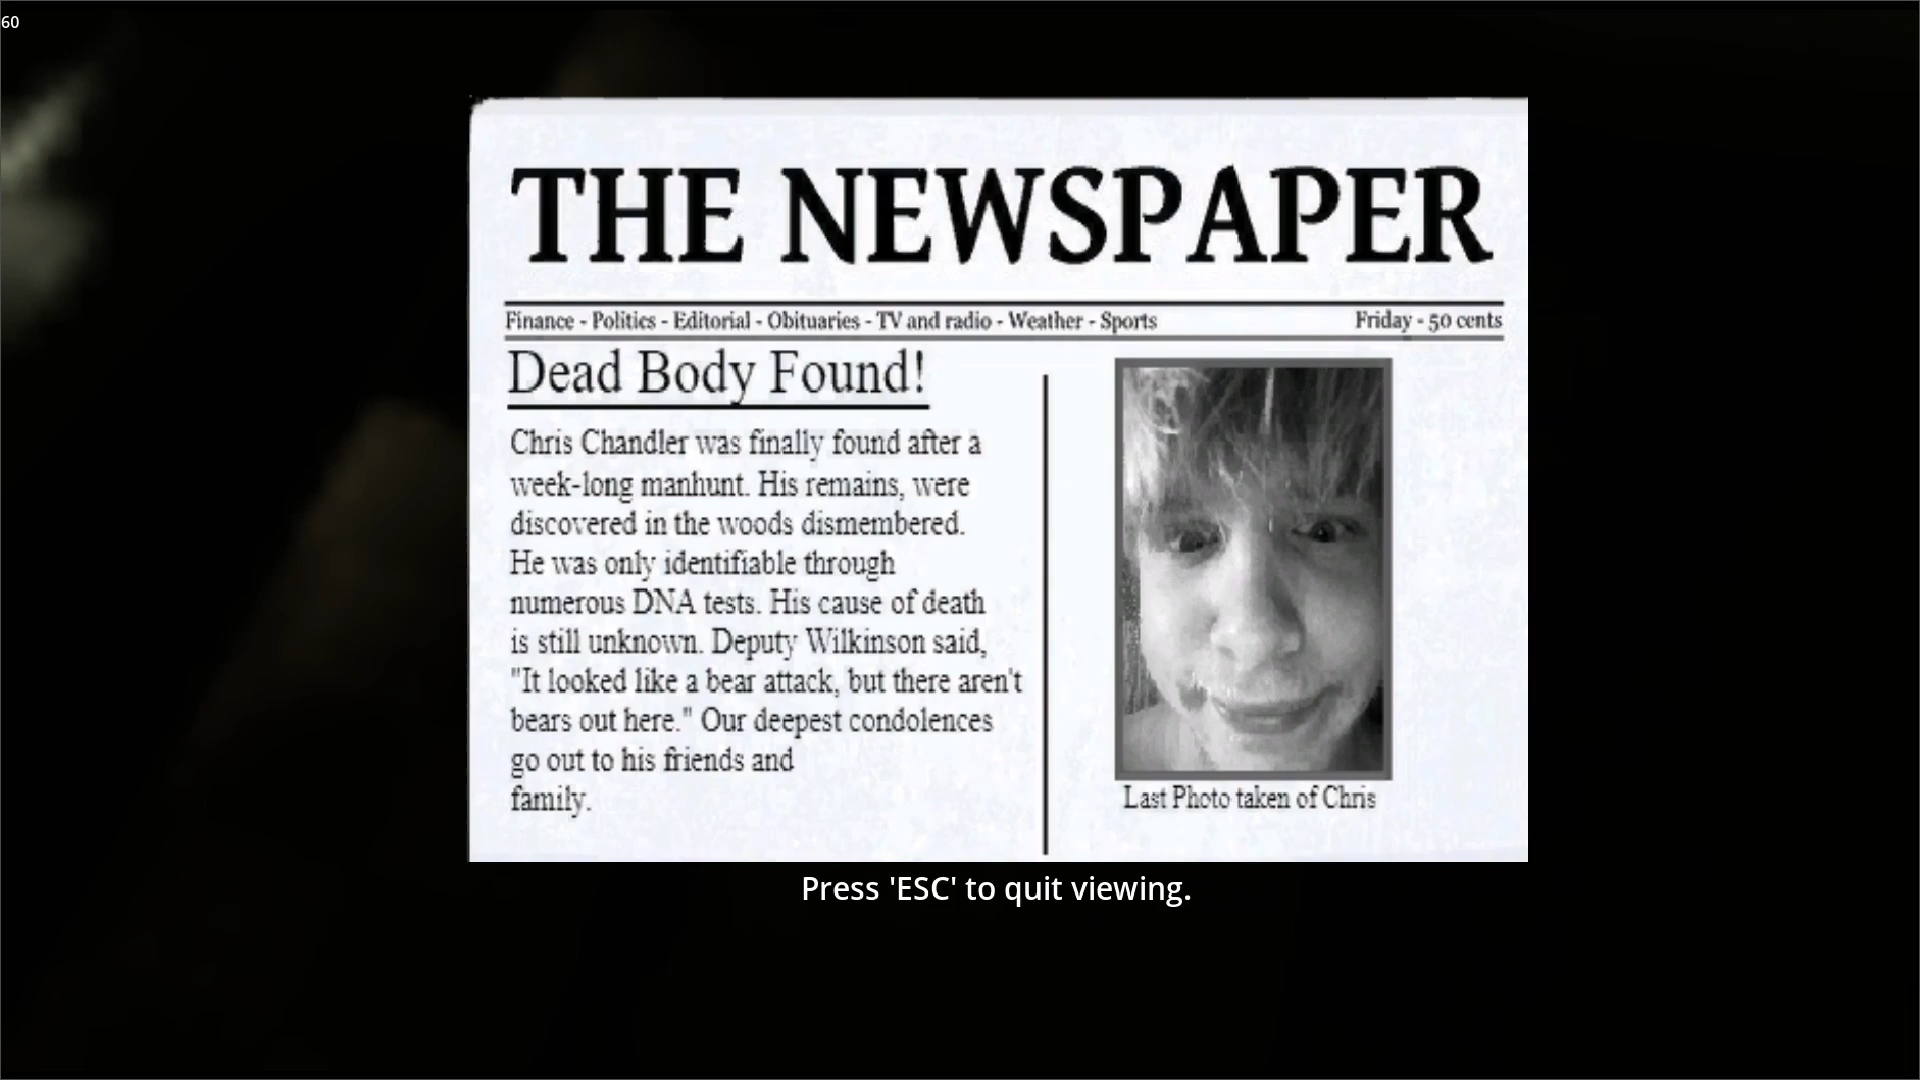 60
THE NEWSPAPER
Finance - Politics - Editorial - Obituaries - TV and radio - Weather - Sports
Friday - 50 cents
Dead Body Found!
Chris Chandler was finally found after a
week-long manhunt. His remains, were
discovered in the woods dismembered.
He was only identifiable through
numerous DNA tests. His cause of death
is still unknown. Deputy Wilkinson said,
"It looked like a bear attack, but there aren't
bears out here." Our deepest condolences
go out to his friends and
family.
Last Photo taken of Chris
Press 'ESC' to quit viewing.